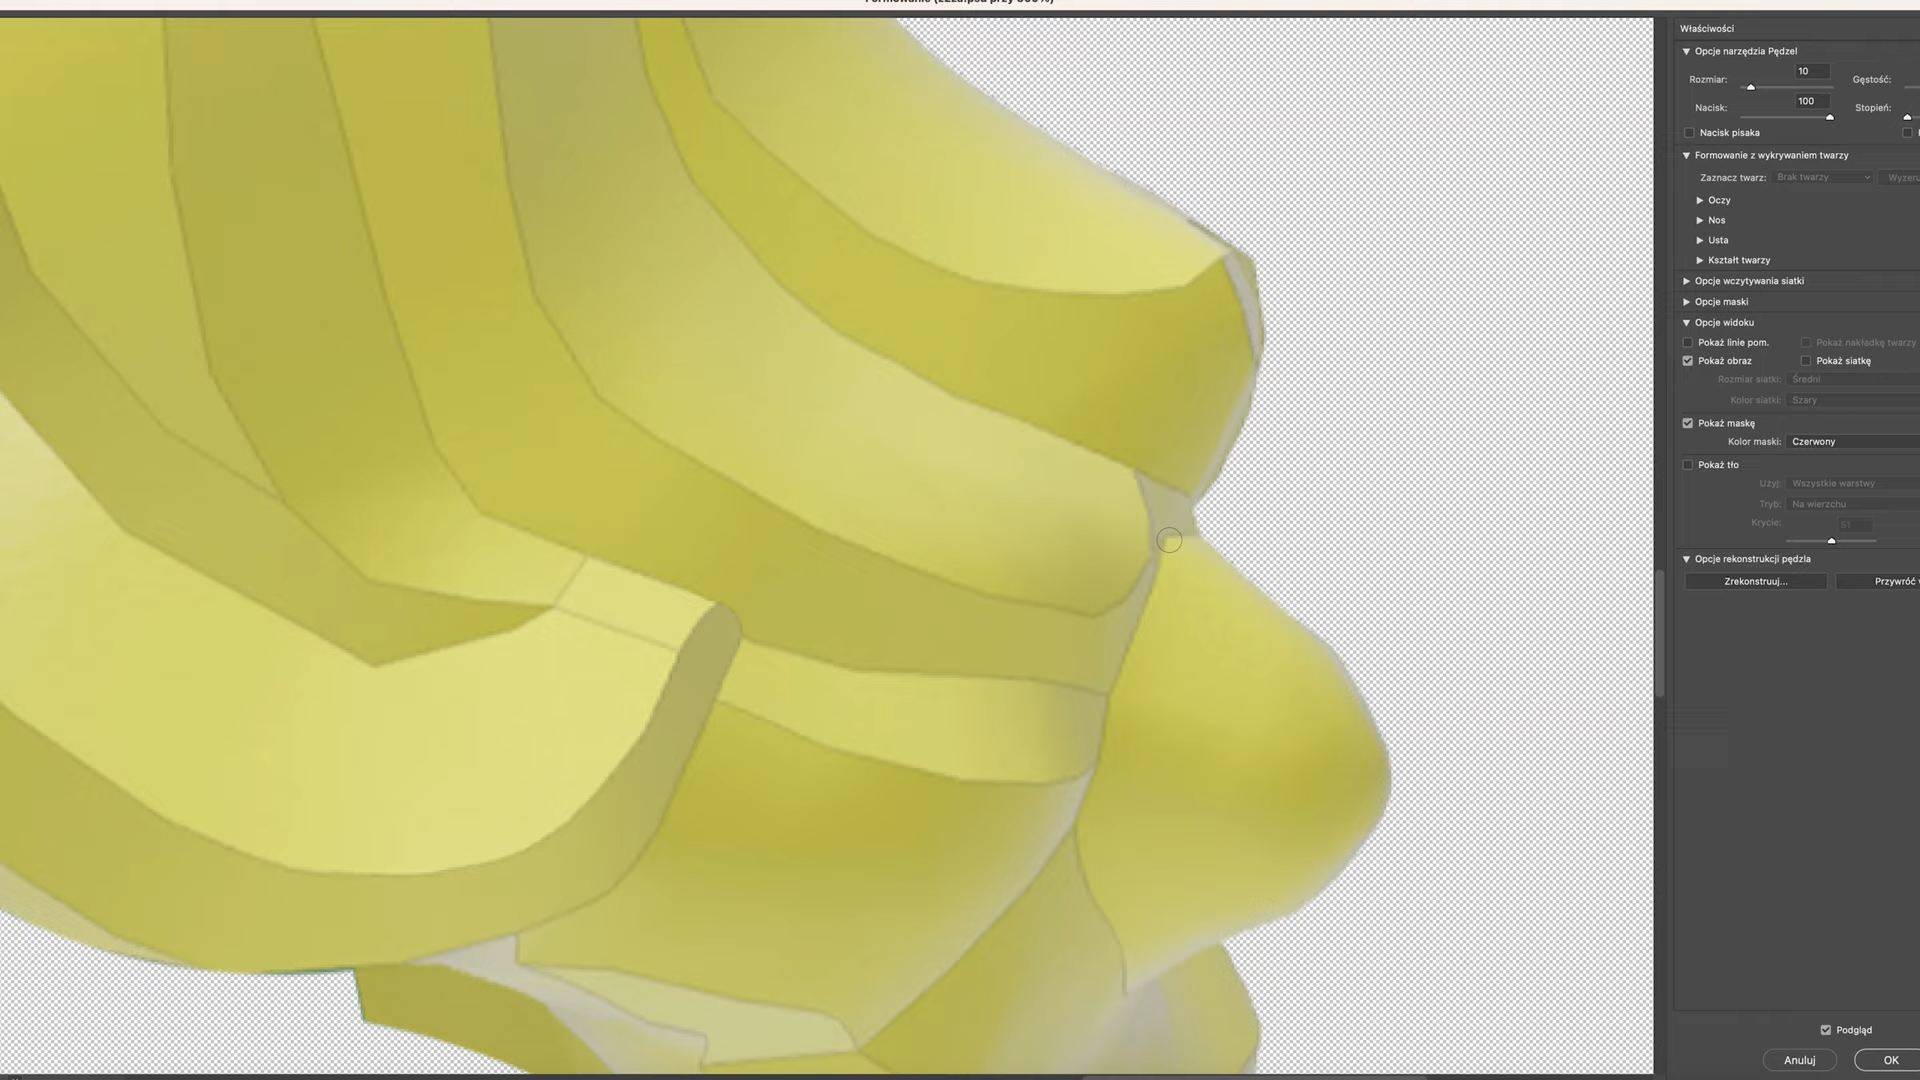 Właściwości
Opcje narzędzia Pędzel
Rozmiar: 10 Gęstość:
Nacisk: 100 Stopień:
Nacisk pisaka
Formowanie z wykrywaniem twarzy
Zaznacz twarz: Brak twarzy
Oczy
Nos
Usta
Kształt twarzy
Opcje wczytywania siatki
Opcje maski
Opcje widoku
Pokaż linie pom. Pokaż nakładkę twarzy
Pokaż obraz Pokaż siatkę
Rozmiar siatki: Średni
Kolor siatki: Szary
Pokaż maskę
Kolor maski: Czerwony
Pokaż tło
Użyj: Wszystkie warstwy
Tryb: Na wierzchu
Krycie: 51
Opcje rekonstrukcji pędzla
Zrekonstruuj... Przywróć
Podgląd
Anuluj OK